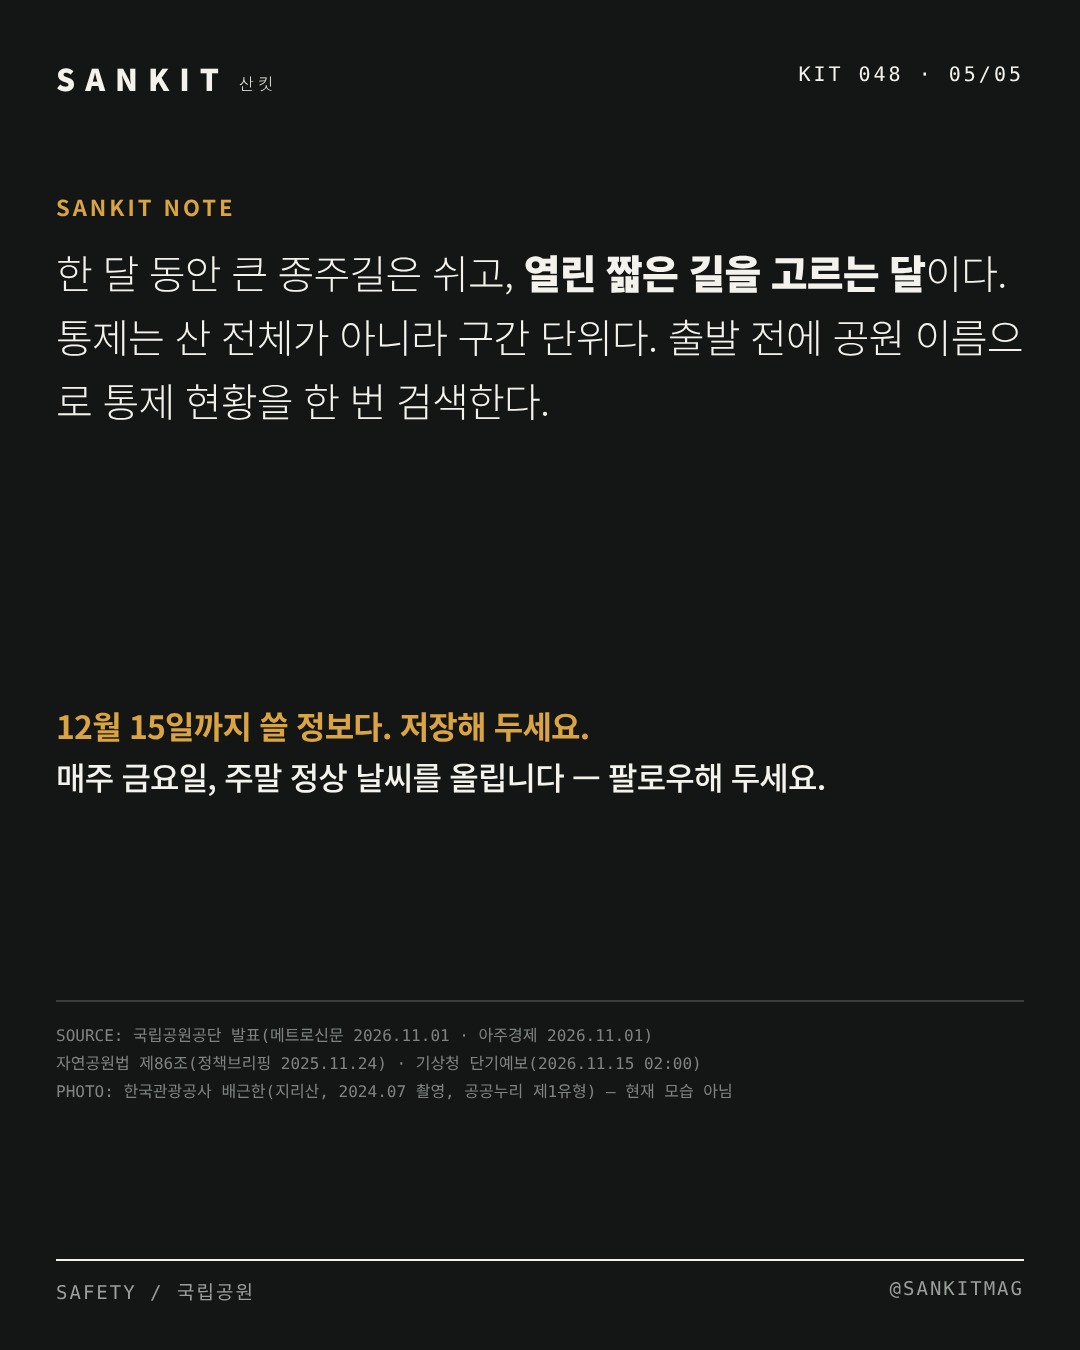 SANKIT 산킷
KIT 048 · 05/05
SANKIT NOTE
한 달 동안 큰 종주길은 쉬고, 열린 짧은 길을 고르는 달이다.
통제는 산 전체가 아니라 구간 단위다. 출발 전에 공원 이름으
로 통제 현황을 한 번 검색한다.
12월 15일까지 쓸 정보다. 저장해 두세요.
매주 금요일, 주말 정상 날씨를 올립니다 — 팔로우해 두세요.
SOURCE: 국립공원공단 발표(메트로신문 2026.11.01 · 아주경제 2026.11.01)
자연공원법 제86조(정책브리핑 2025.11.24) · 기상청 단기예보(2026.11.15 02:00)
PHOTO: 한국관광공사 배근한(지리산, 2024.07 촬영, 공공누리 제1유형) — 현재 모습 아님
SAFETY / 국립공원
@SANKITMAG